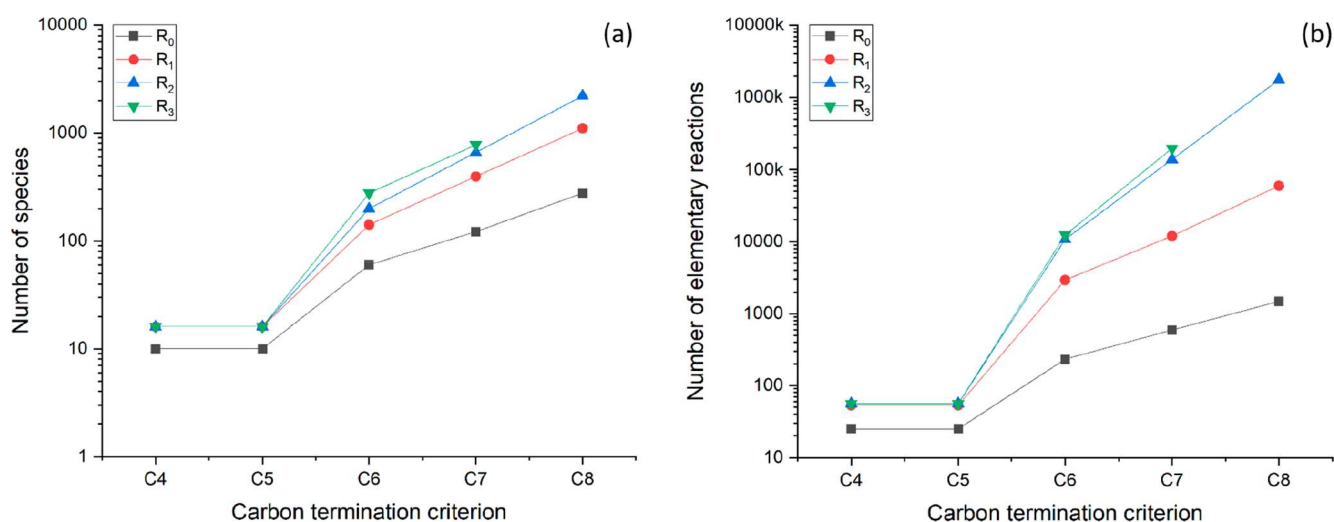 (a)
R0
R1
R2
R3
Number of species
10000
1000
100
10
1
C4 C5 C6 C7 C8
Carbon termination criterion
(b)
R0
R1
R2
R3
Number of elementary reactions
10000k
1000k
100k
10000
1000
100
10
C4 C5 C6 C7 C8
Carbon termination criterion